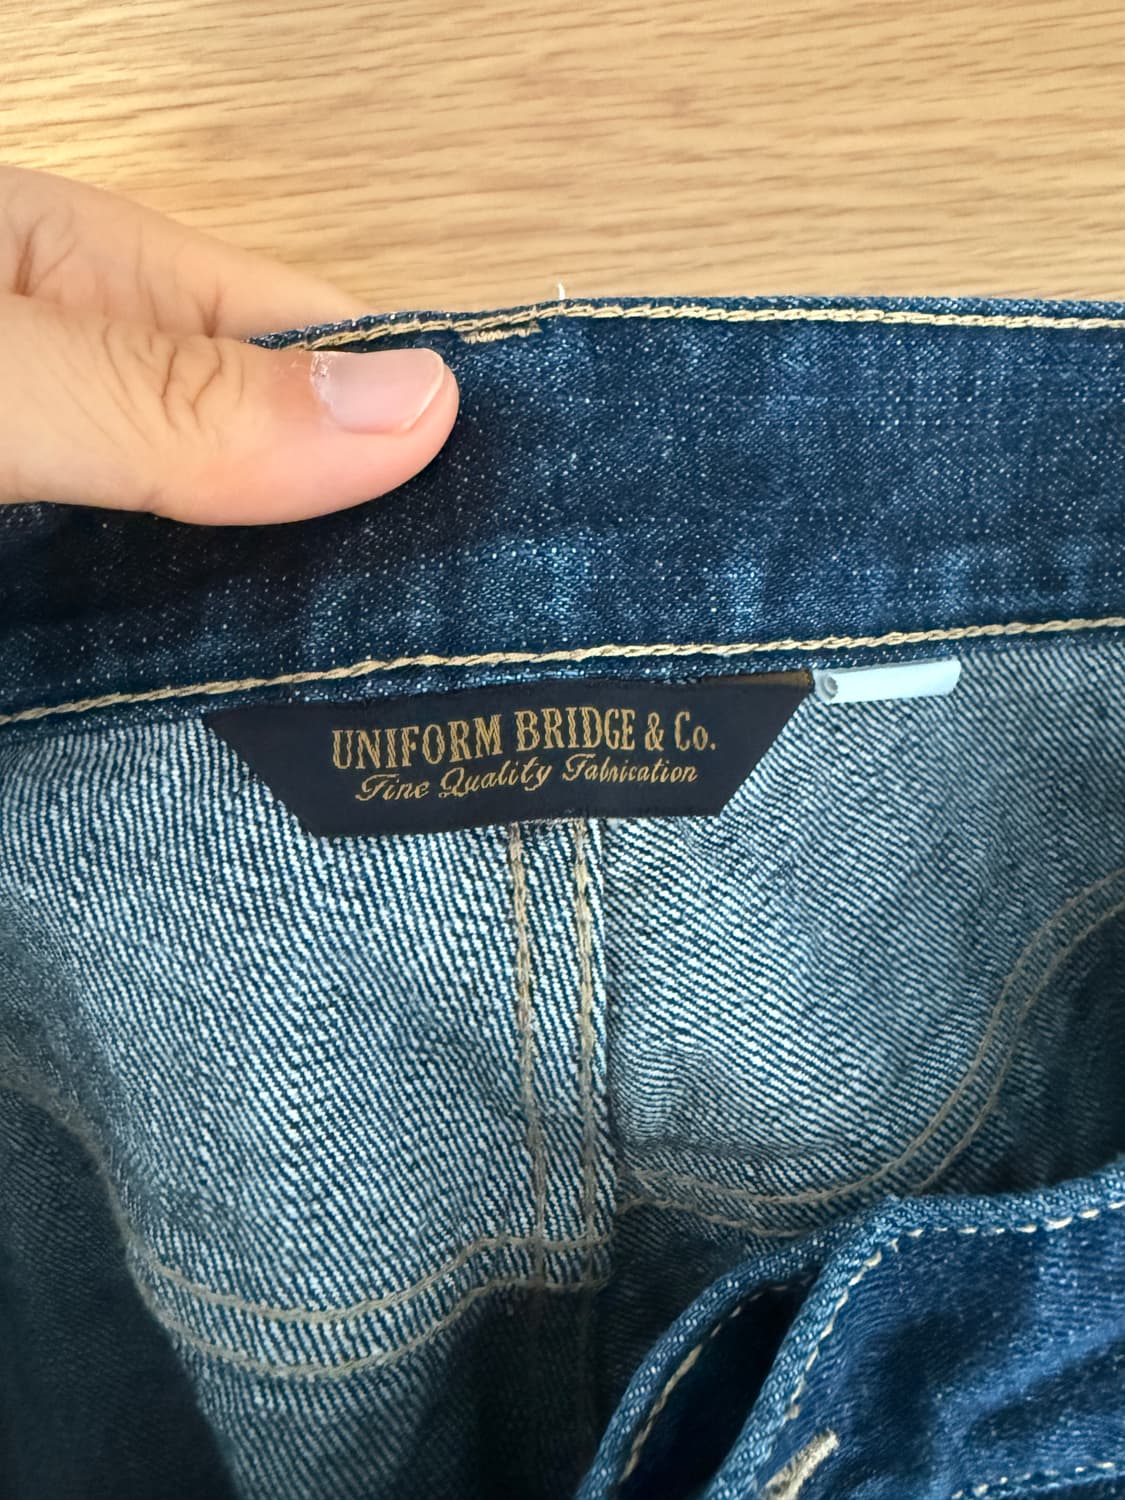 UNIFORM BRIDGE & Co.
Fine Quality Fabrication